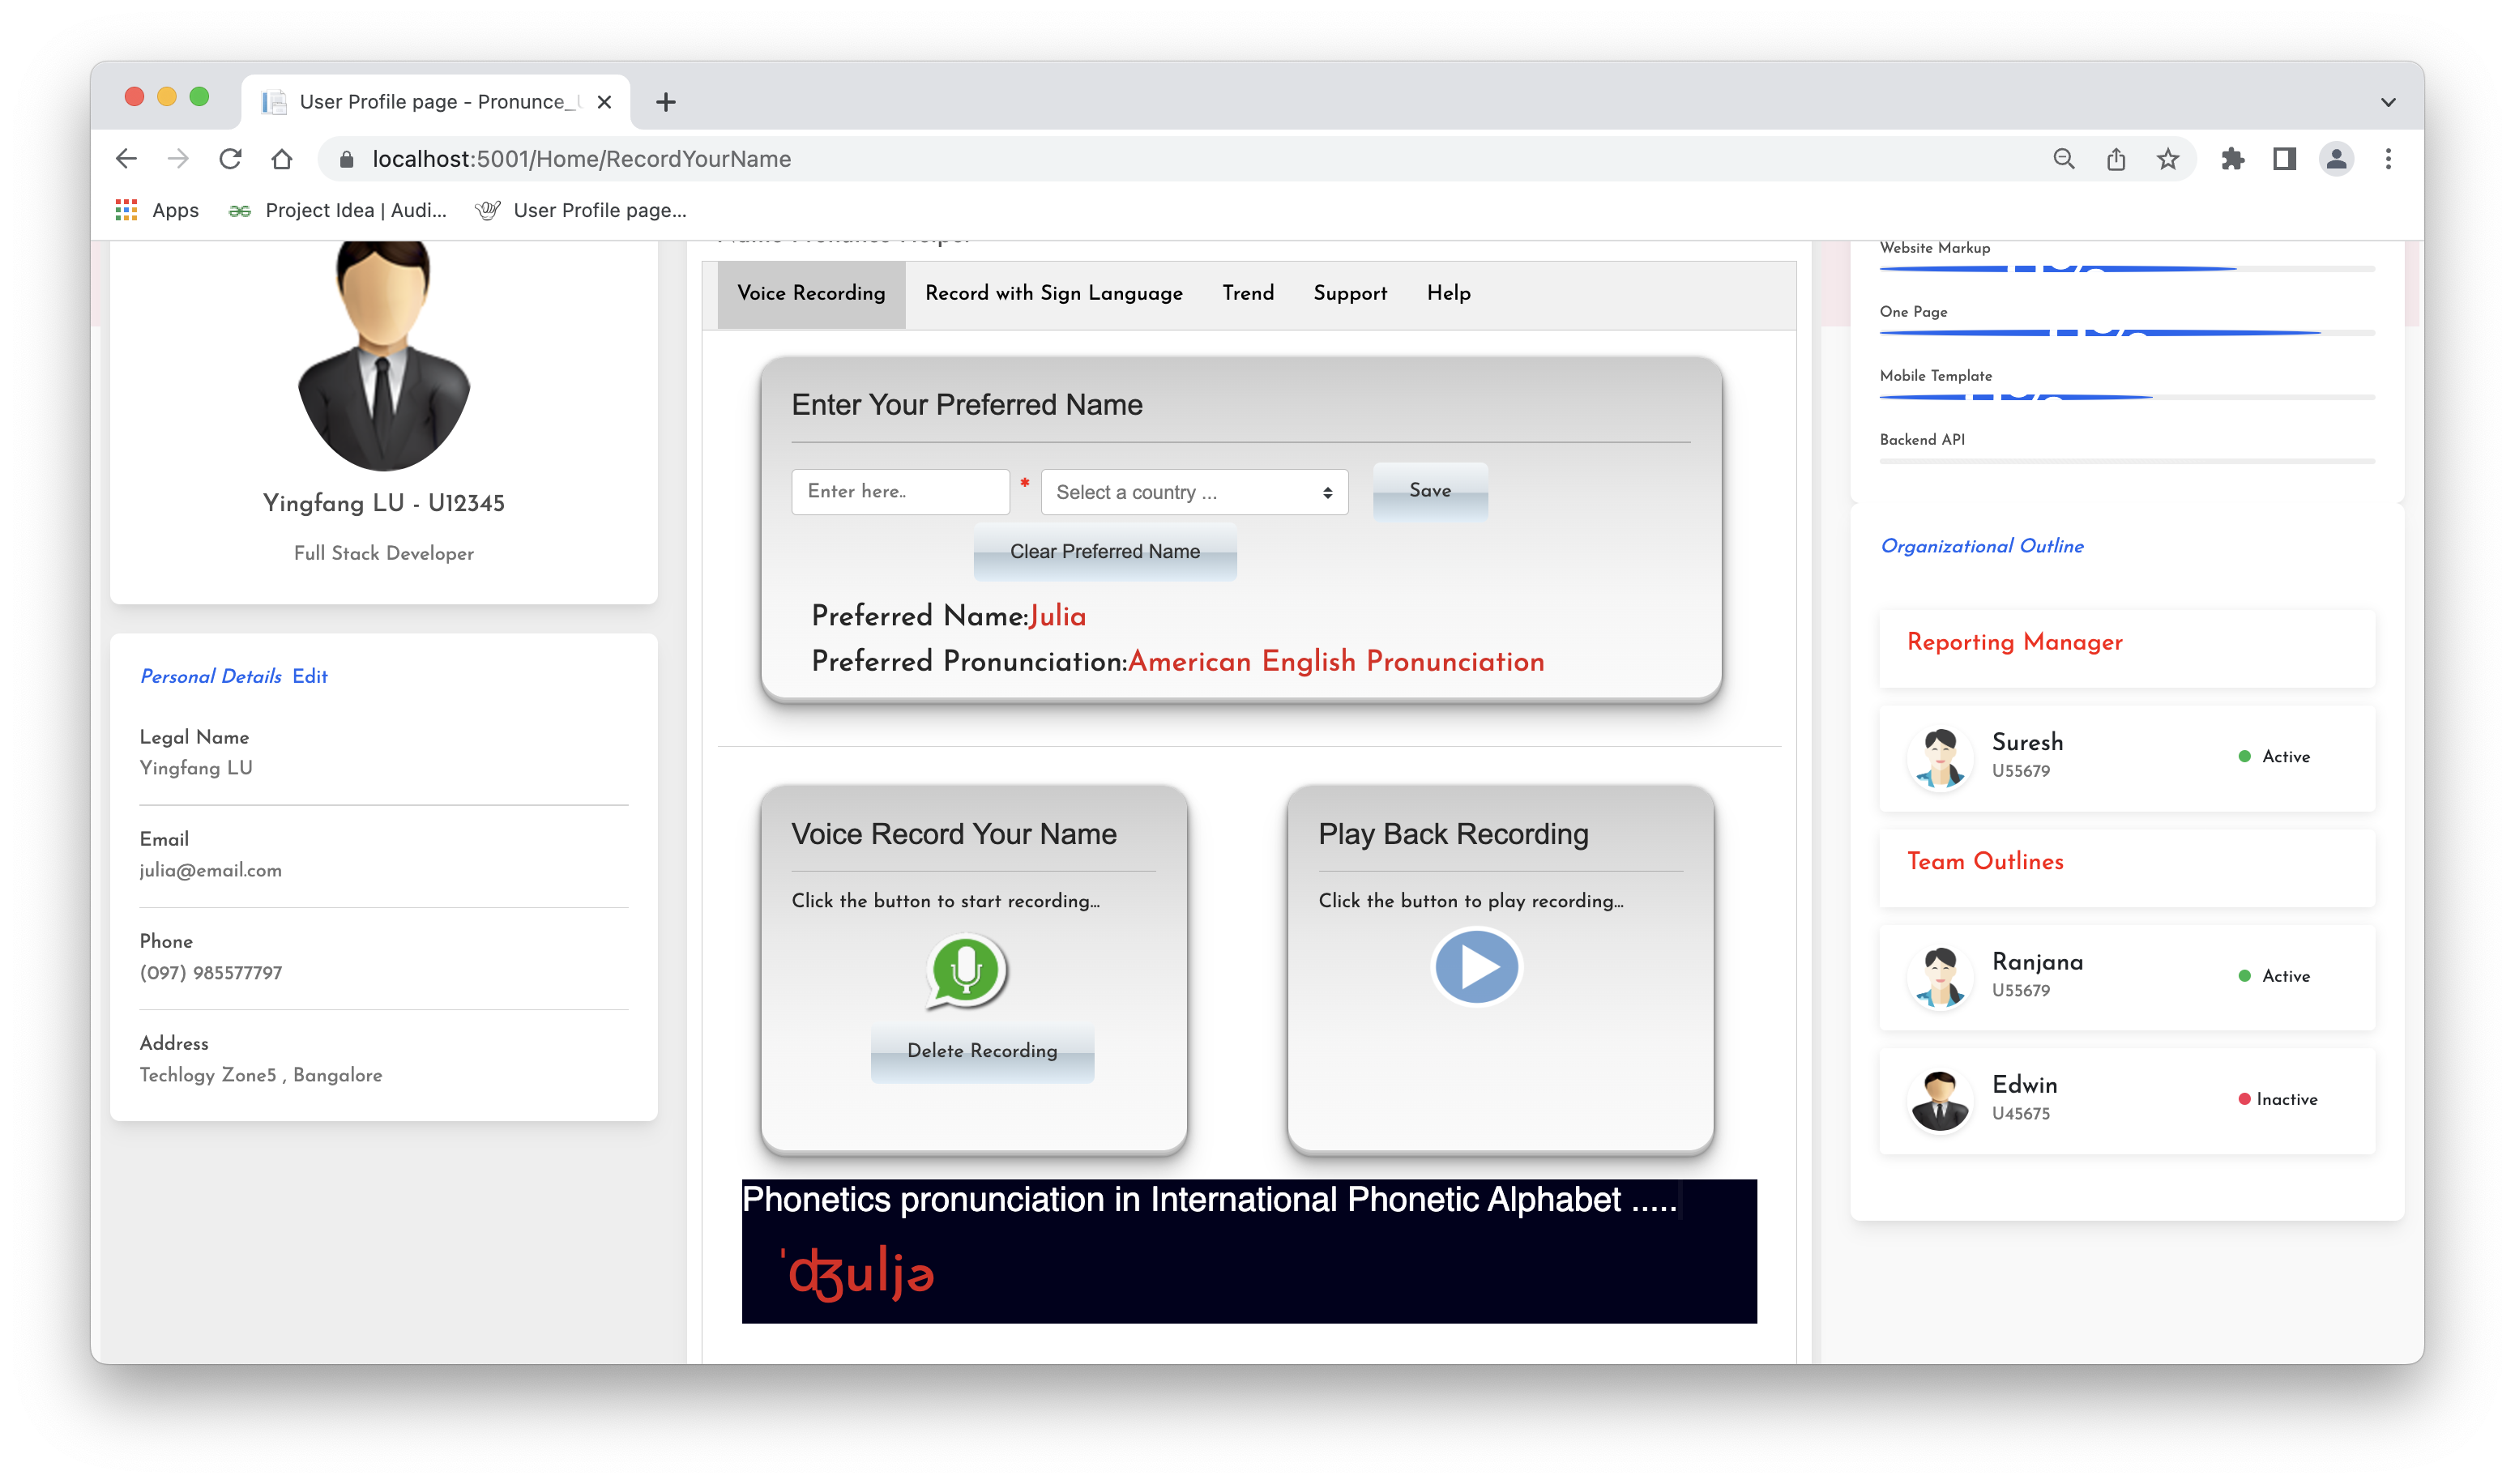 User Profile page - Pronunce_
localhost:5001/Home/RecordYourName
Apps
Project Idea | Audi...
User Profile page...
Yingfang LU - U12345
Full Stack Developer
Personal Details Edit
Legal Name
Yingfang LU
Email
julia@email.com
Phone
(097) 985577797
Address
Techlogy Zone5 , Bangalore
Voice Recording
Record with Sign Language
Trend
Support
Help
Enter Your Preferred Name
Enter here..
*
Select a country ...
Save
Clear Preferred Name
Preferred Name:Julia
Preferred Pronunciation:American English Pronunciation
Voice Record Your Name
Click the button to start recording...
Delete Recording
Play Back Recording
Click the button to play recording...
Phonetics pronunciation in International Phonetic Alphabet .....
ˈʤuljə
Website Markup
One Page
Mobile Template
Backend API
Organizational Outline
Reporting Manager
Suresh
U55679
Active
Team Outlines
Ranjana
U55679
Active
Edwin
U45675
Inactive